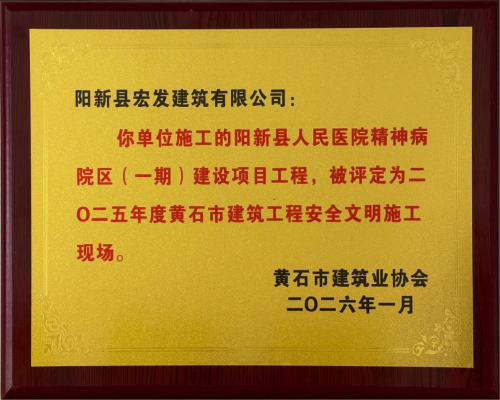 阳新县宏发建筑有限公司：
你单位施工的阳新县人民医院精神病
院区（一期）建设项目工程，被评定为二
〇二五年度黄石市建筑工程安全文明施工
现场。
黄石市建筑业协会
二〇二六年一月